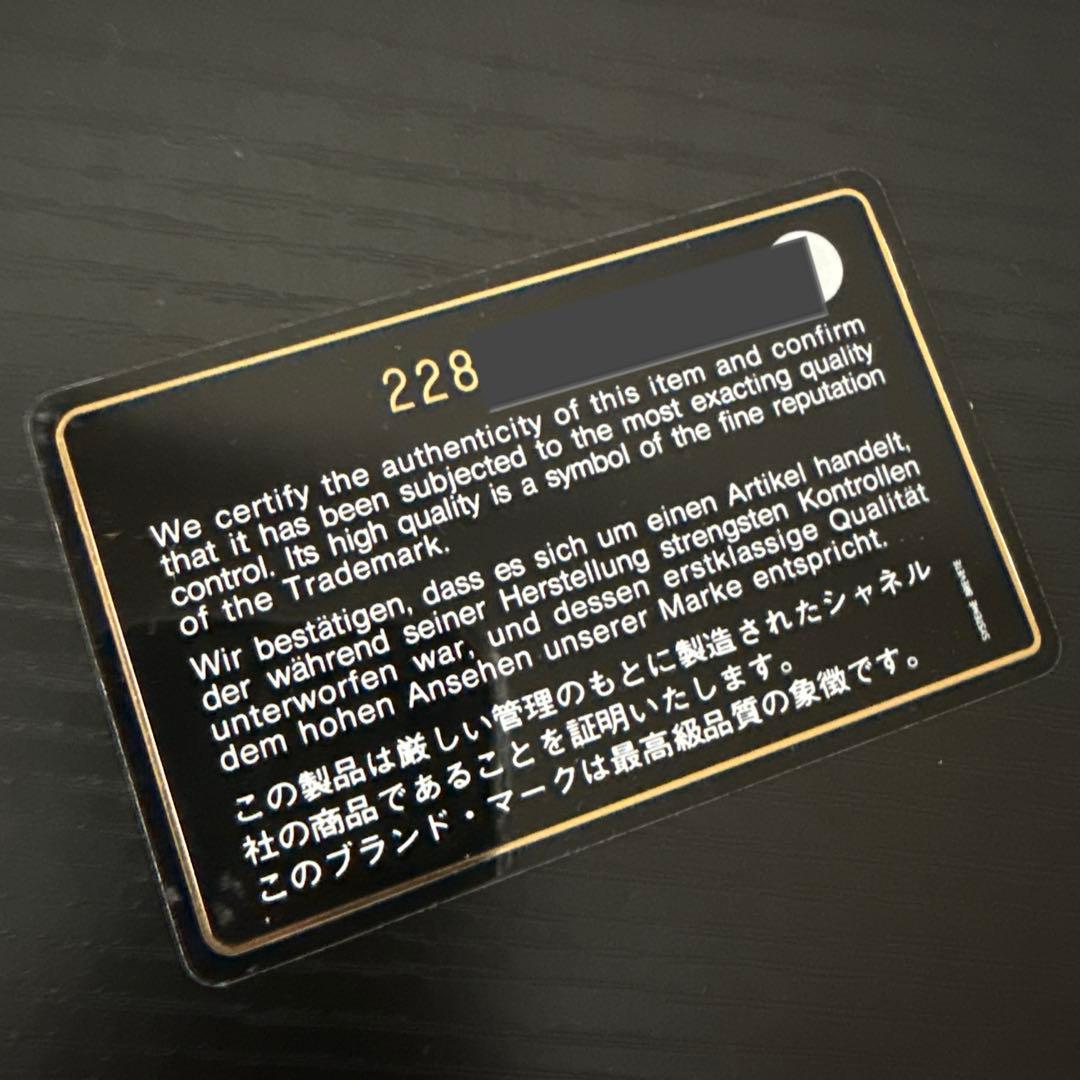 228
We certify the authenticity of this item and confirm
that it has been subjected to the most exacting quality
control. Its high quality is a symbol of the fine reputation
of the Trademark.
Wir bestätigen, dass es sich um einen Artikel handelt,
der während seiner Herstellung strengsten Kontrollen
unterworfen war, und dessen erstklassige Qualität
dem hohen Ansehen unserer Marke entspricht.
この製品は厳しい管理のもとに製造されたシャネル
社の商品であることを証明いたします。
このブランド・マークは最高級品質の象徴です。